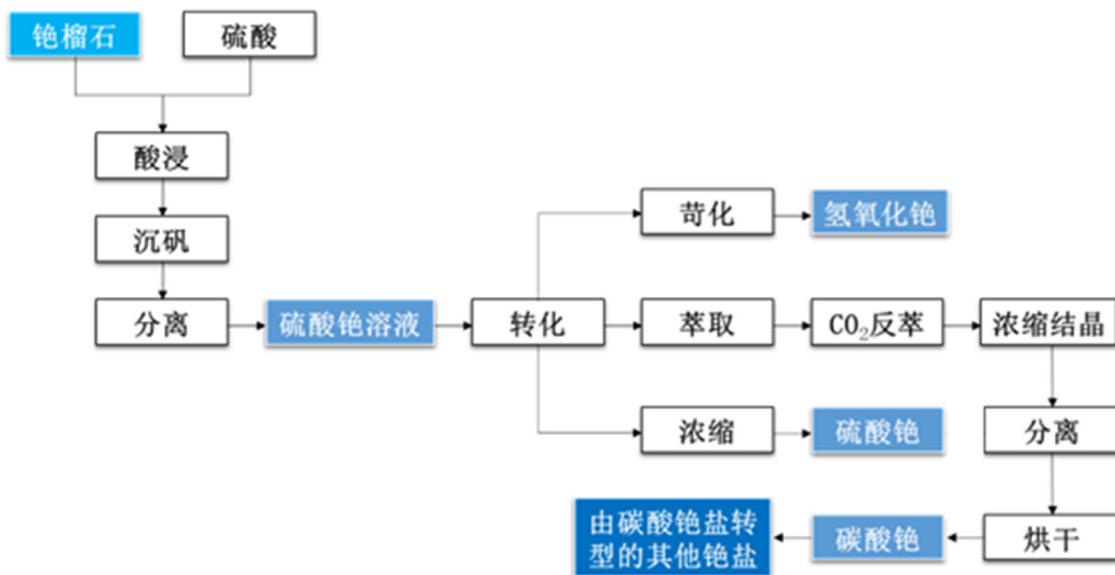 铯榴石
硫酸
酸浸
沉矾
分离
硫酸铯溶液
转化
苛化
氢氧化铯
萃取
CO₂反萃
浓缩结晶
浓缩
硫酸铯
分离
烘干
碳酸铯
由碳酸铯盐转
型的其他铯盐